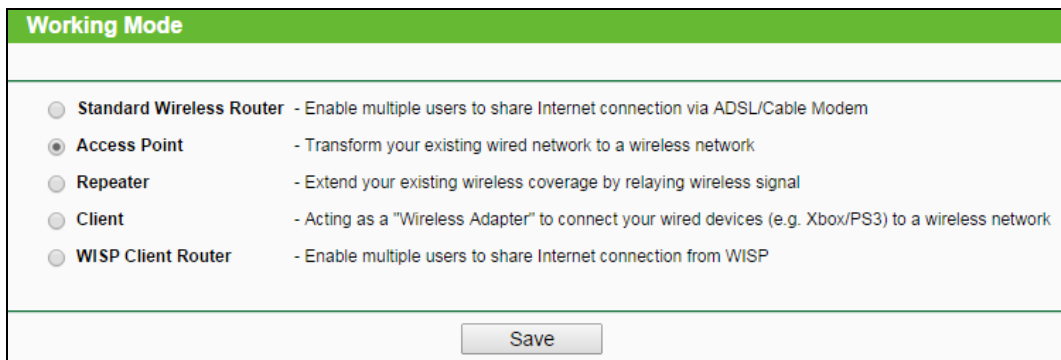 Working Mode
Standard Wireless Router - Enable multiple users to share Internet connection via ADSL/Cable Modem
Access Point - Transform your existing wired network to a wireless network
Repeater - Extend your existing wireless coverage by relaying wireless signal
Client - Acting as a "Wireless Adapter" to connect your wired devices (e.g. Xbox/PS3) to a wireless network
WISP Client Router - Enable multiple users to share Internet connection from WISP
Save